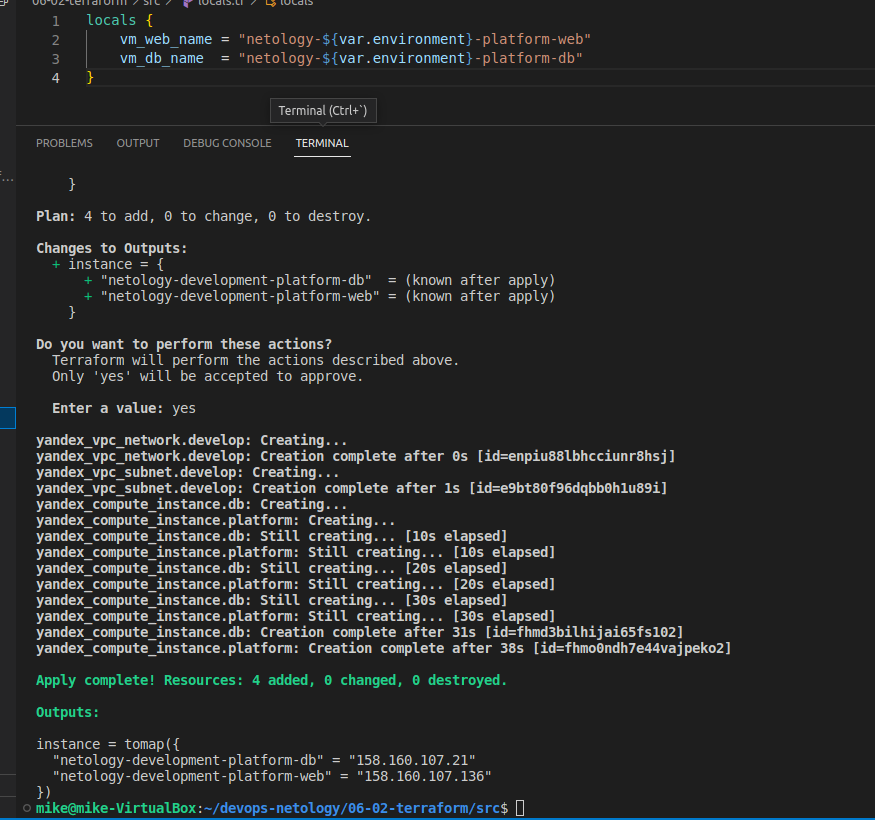 06-02-terraform > src > locals.tf > locals
1 locals {
2     vm_web_name = "netology-${var.environment}-platform-web"
3     vm_db_name  = "netology-${var.environment}-platform-db"
4 }
Terminal (Ctrl+`)
PROBLEMS OUTPUT DEBUG CONSOLE TERMINAL
    }
Plan: 4 to add, 0 to change, 0 to destroy.
Changes to Outputs:
  + instance = {
      + "netology-development-platform-db"  = (known after apply)
      + "netology-development-platform-web" = (known after apply)
    }
Do you want to perform these actions?
  Terraform will perform the actions described above.
  Only 'yes' will be accepted to approve.
  Enter a value: yes
yandex_vpc_network.develop: Creating...
yandex_vpc_network.develop: Creation complete after 0s [id=enpiu88lbhcciunr8hsj]
yandex_vpc_subnet.develop: Creating...
yandex_vpc_subnet.develop: Creation complete after 1s [id=e9bt80f96dqbb0h1u89i]
yandex_compute_instance.db: Creating...
yandex_compute_instance.platform: Creating...
yandex_compute_instance.db: Still creating... [10s elapsed]
yandex_compute_instance.platform: Still creating... [10s elapsed]
yandex_compute_instance.db: Still creating... [20s elapsed]
yandex_compute_instance.platform: Still creating... [20s elapsed]
yandex_compute_instance.db: Still creating... [30s elapsed]
yandex_compute_instance.platform: Still creating... [30s elapsed]
yandex_compute_instance.db: Creation complete after 31s [id=fhmd3bilhijai65fs102]
yandex_compute_instance.platform: Creation complete after 38s [id=fhmo0ndh7e44vajpeko2]
Apply complete! Resources: 4 added, 0 changed, 0 destroyed.
Outputs:
instance = tomap({
  "netology-development-platform-db" = "158.160.107.21"
  "netology-development-platform-web" = "158.160.107.136"
})
mike@mike-VirtualBox:~/devops-netology/06-02-terraform/src$